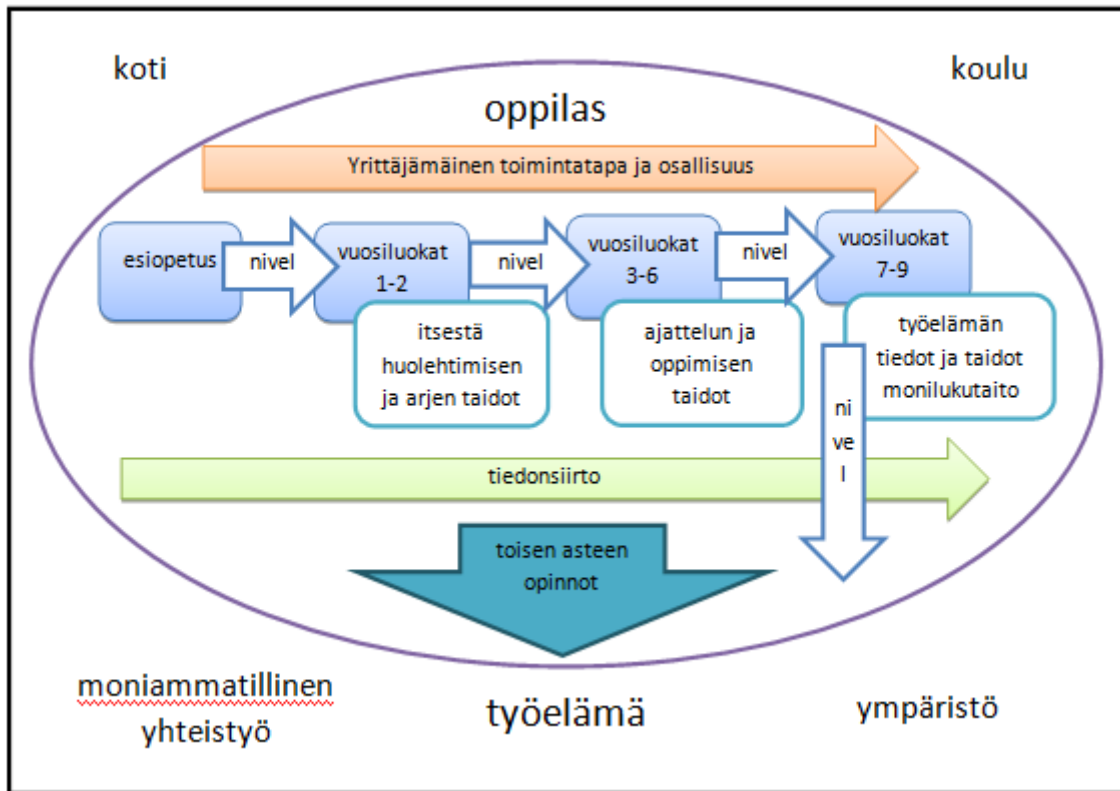 koti
koulu
oppilas
Yrittäjämäinen toimintatapa ja osallisuus
esiopetus
nivel
vuosiluokat
1-2
nivel
vuosiluokat
3-6
nivel
vuosiluokat
7-9
itsestä
huolehtimisen
ja arjen taidot
ajattelun ja
oppimisen
taidot
työelämän
tiedot ja taidot
monilukutaito
ni
ve
l
tiedonsiirto
toisen asteen
opinnot
moniammatillinen
yhteistyö
työelämä
ympäristö